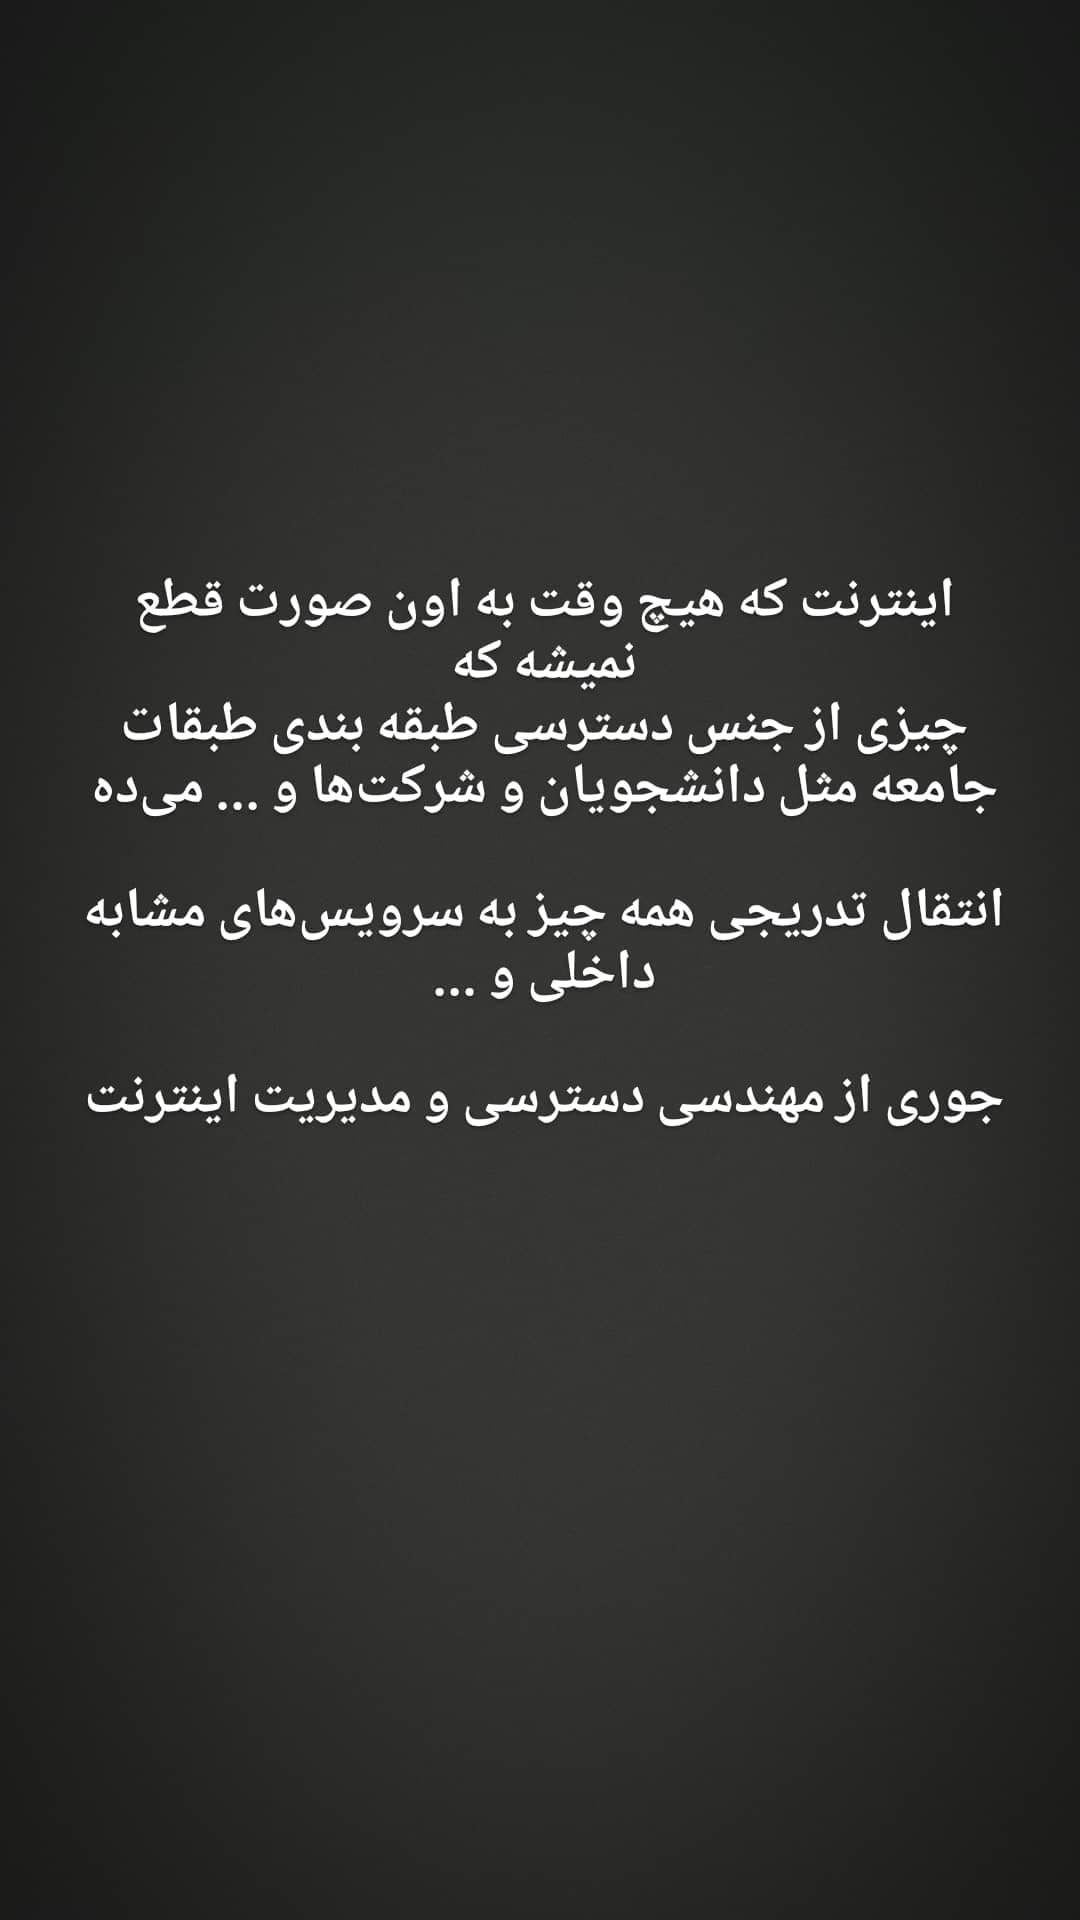 اینترنت که هیچ وقت به اون صورت قطع
نمیشه که
چیزی از جنس دسترسی طبقه بندی طبقات
جامعه مثل دانشجویان و شرکت‌ها و ... می‌ده
انتقال تدریجی همه چیز به سرویس‌های مشابه
داخلی و ...
جوری از مهندسی دسترسی و مدیریت اینترنت